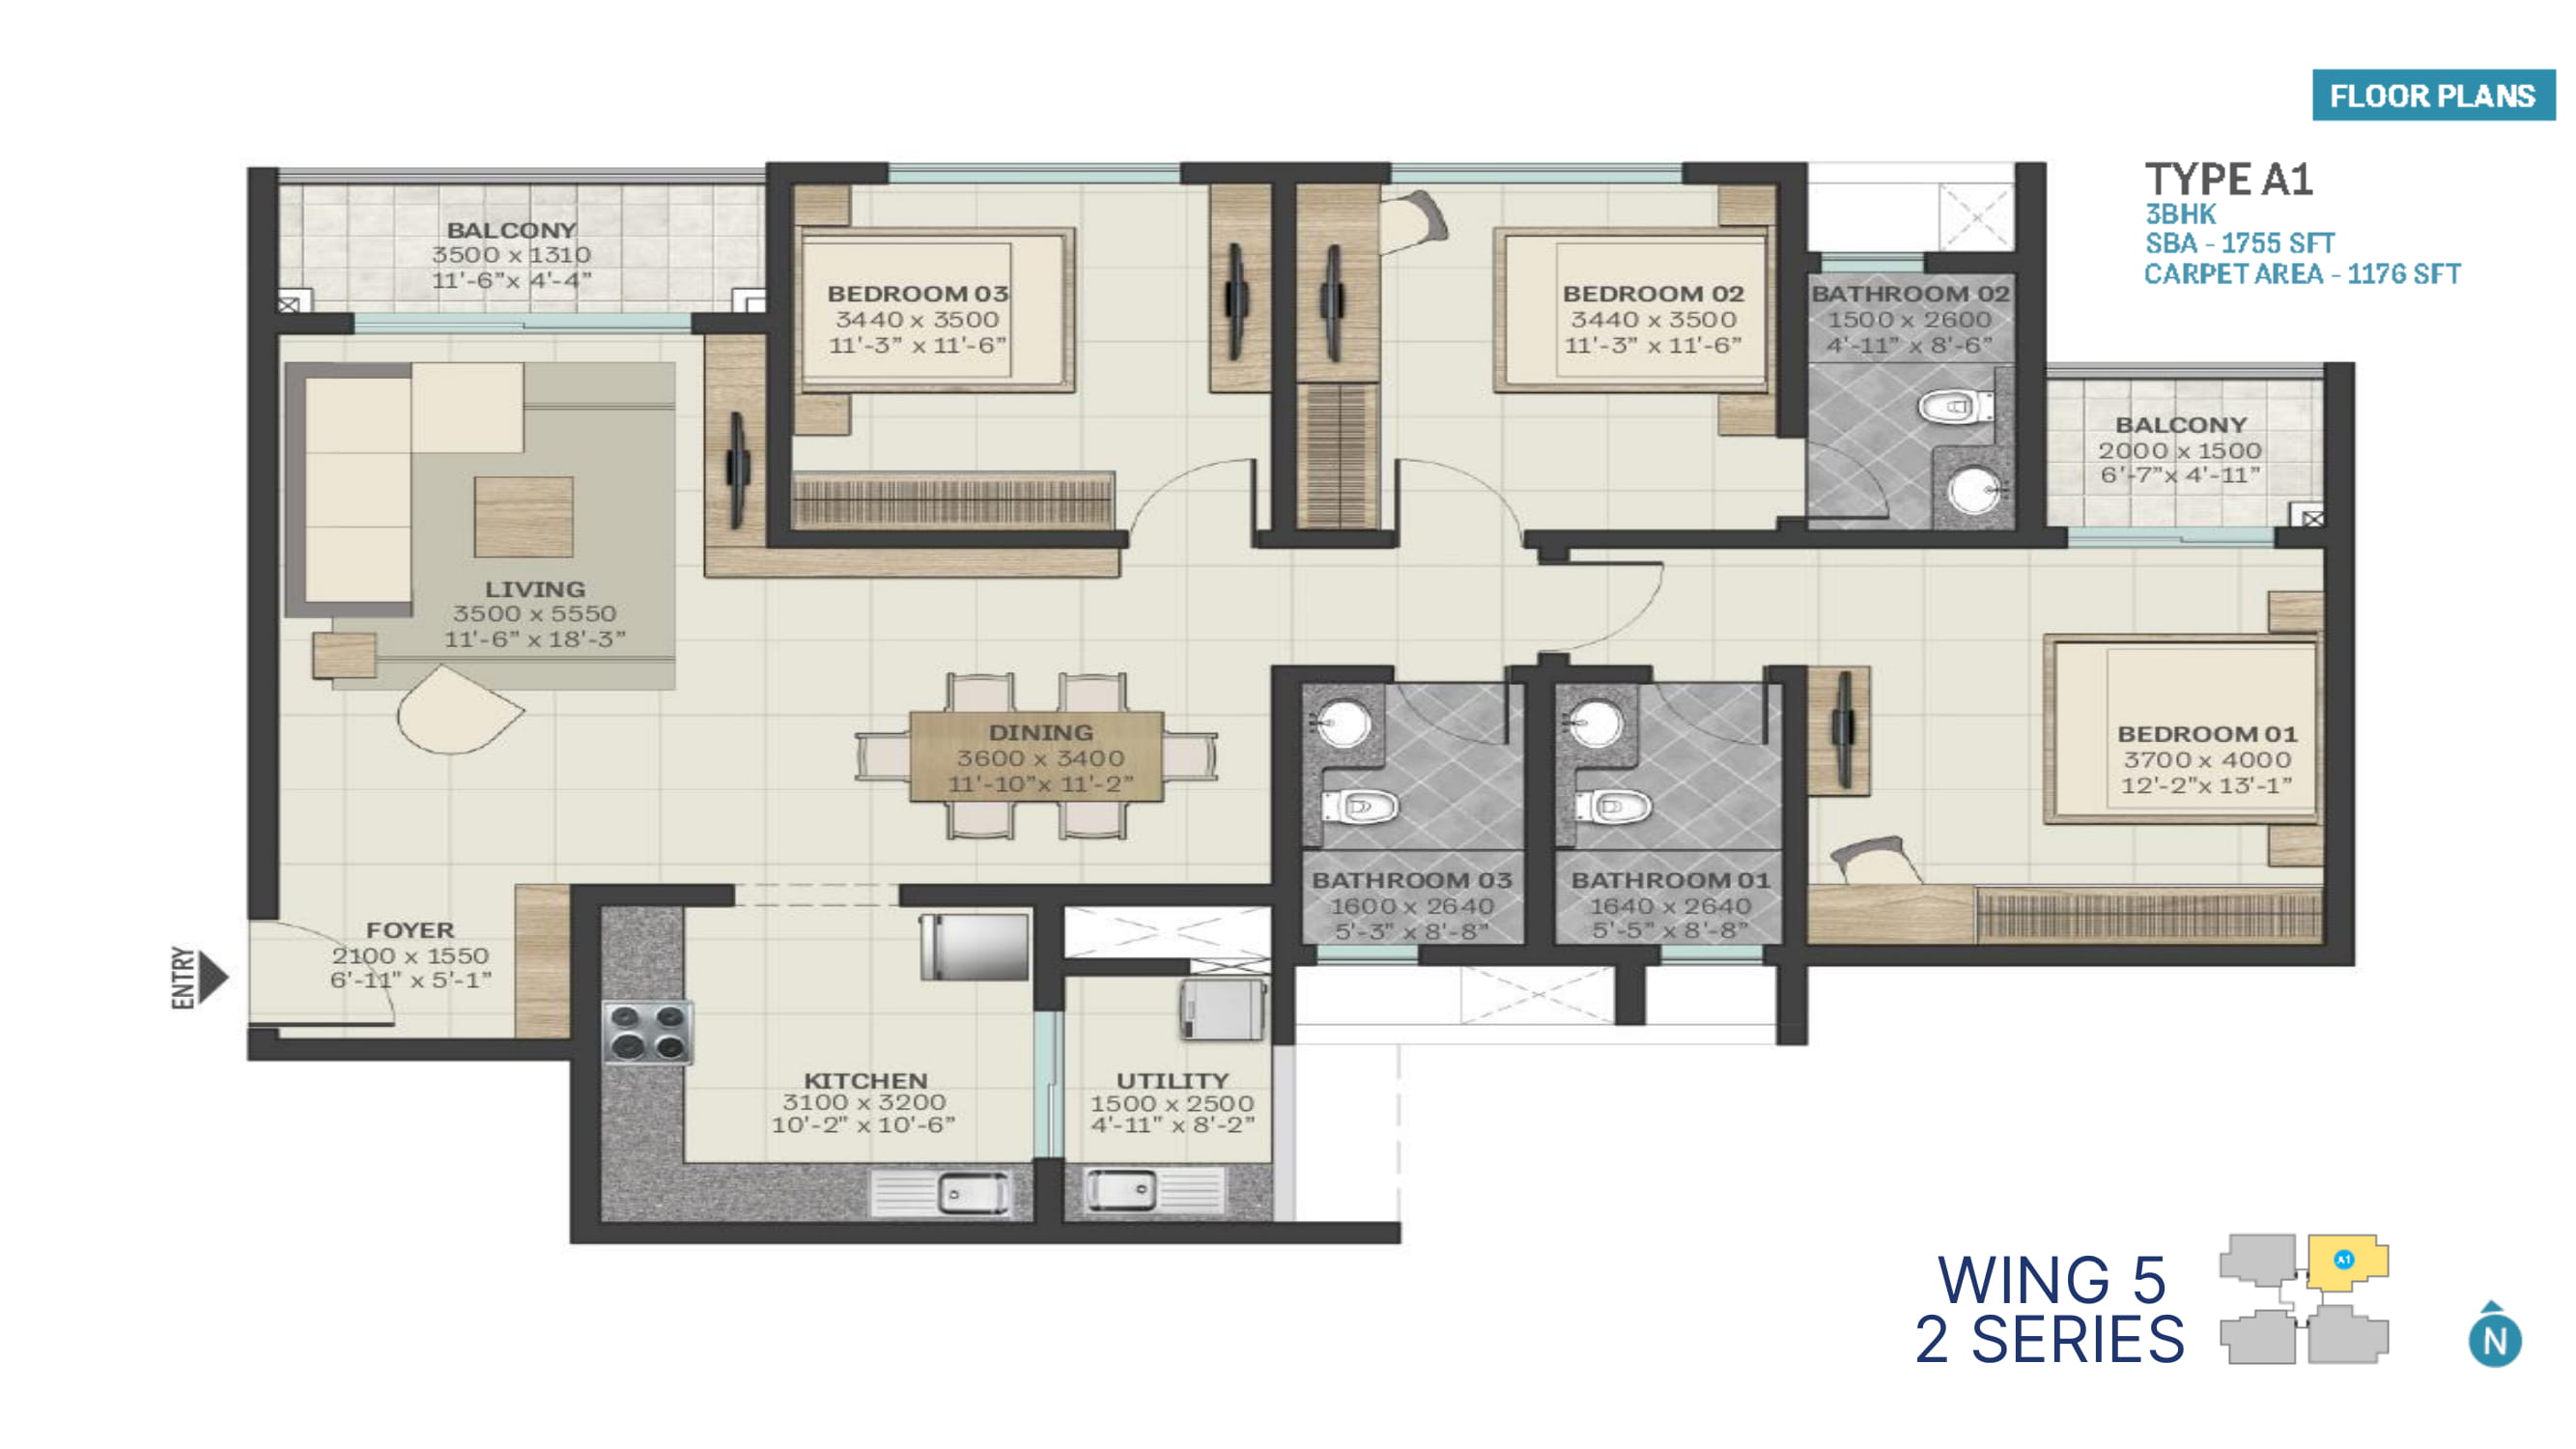 FLOOR PLANS
TYPE A1
3BHK
SBA - 1755 SFT
CARPET AREA - 1176 SFT
BALCONY
3500 x 1310
11'-6"x 4'-4"
BEDROOM 03
3440 x 3500
11'-3" x 11'-6"
BEDROOM 02
3440 x 3500
11'-3" x 11'-6"
BATHROOM 02
1500 x 2600
4'-11" x 8'-6"
BALCONY
2000 x 1500
6'-7"x 4'-11"
LIVING
3500 x 5550
11'-6" x 18'-3"
DINING
3600 x 3400
11'-10"x 11'-2"
BEDROOM 01
3700 x 4000
12'-2"x 13'-1"
BATHROOM 03
1600 x 2640
5'-3" x 8'-8"
BATHROOM 01
1640 x 2640
5'-5" x 8'-8"
ENTRY
FOYER
2100 x 1550
6'-11" x 5'-1"
KITCHEN
3100 x 3200
10'-2" x 10'-6"
UTILITY
1500 x 2500
4'-11" x 8'-2"
WING 5
2 SERIES
A1
N